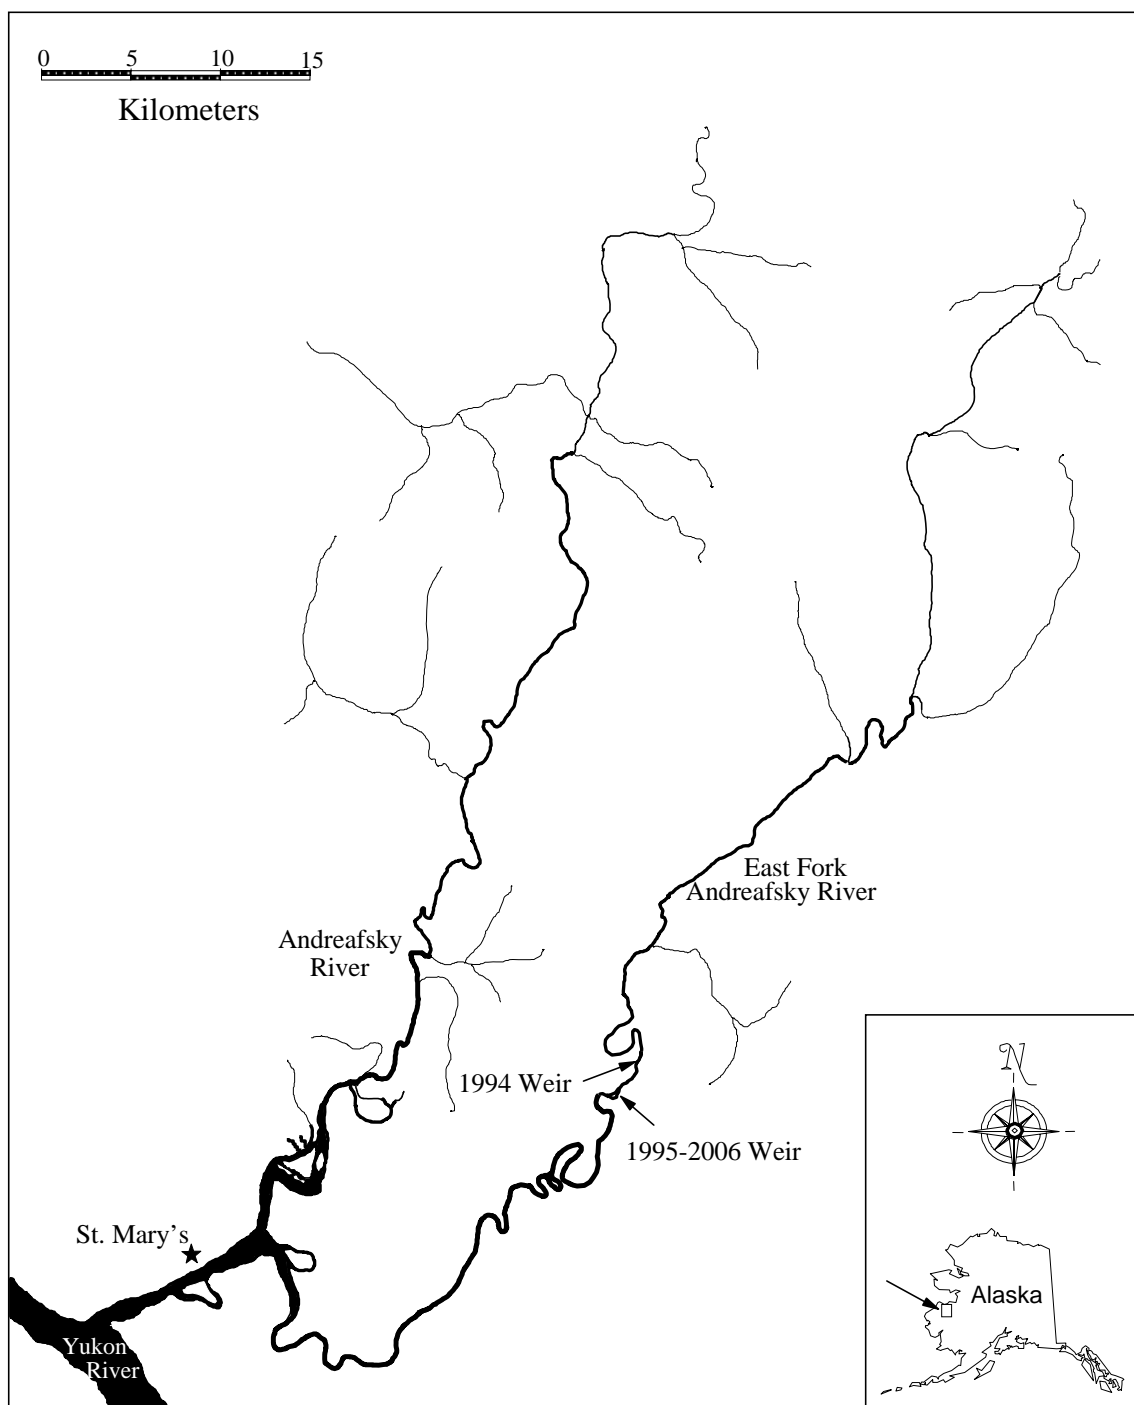 0 5 10 15
Kilometers
East Fork
Andreafsky River
Andreafsky
River
1994 Weir
1995-2006 Weir
St. Mary's
Yukon
River
N
Alaska